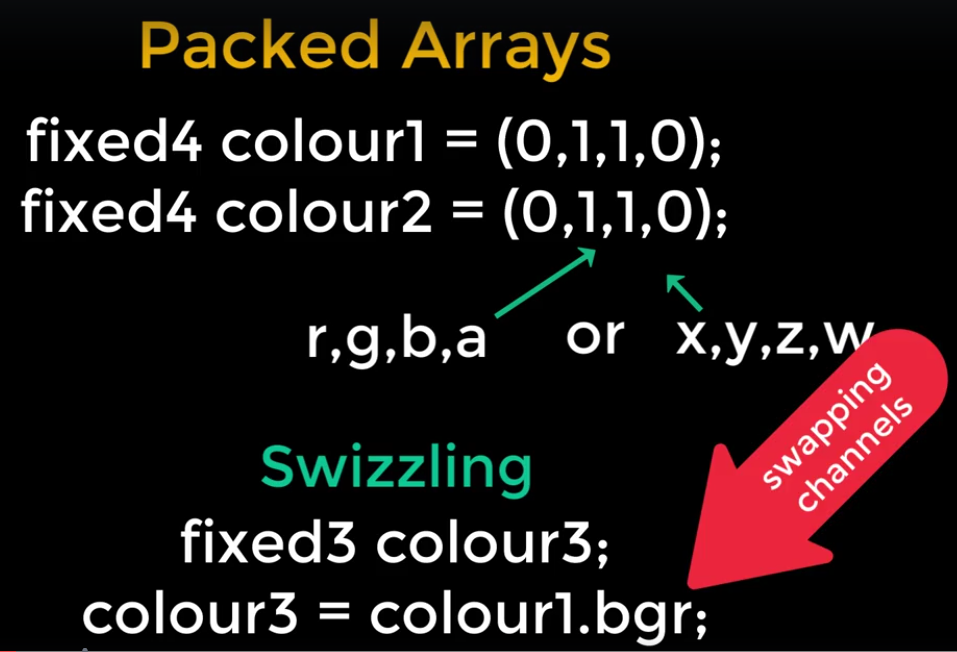 Packed Arrays
fixed4 colour1 = (0,1,1,0);
fixed4 colour2 = (0,1,1,0);
r,g,b,a or x,y,z,w
swapping
channels
Swizzling
fixed3 colour3;
colour3 = colour1.bgr;